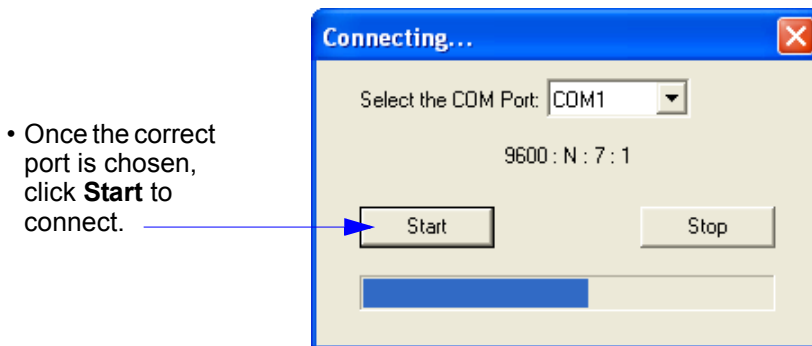 Connecting...
Select the COM Port: COM1
9600 : N : 7 : 1
• Once the correct
port is chosen,
click Start to
connect.
Start Stop